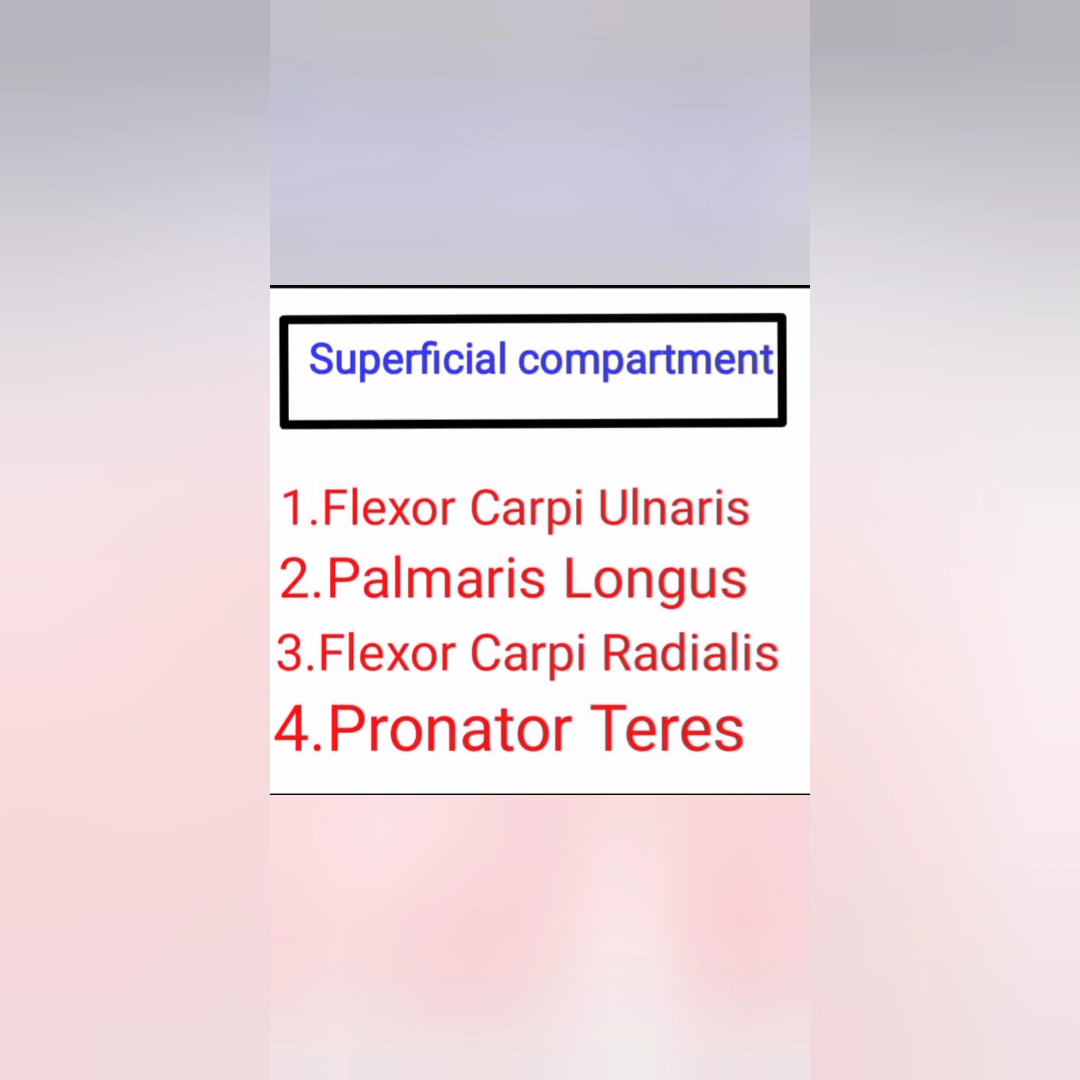 Superficial compartment
1.Flexor Carpi Ulnaris
2.Palmaris Longus
3.Flexor Carpi Radialis
4.Pronator Teres